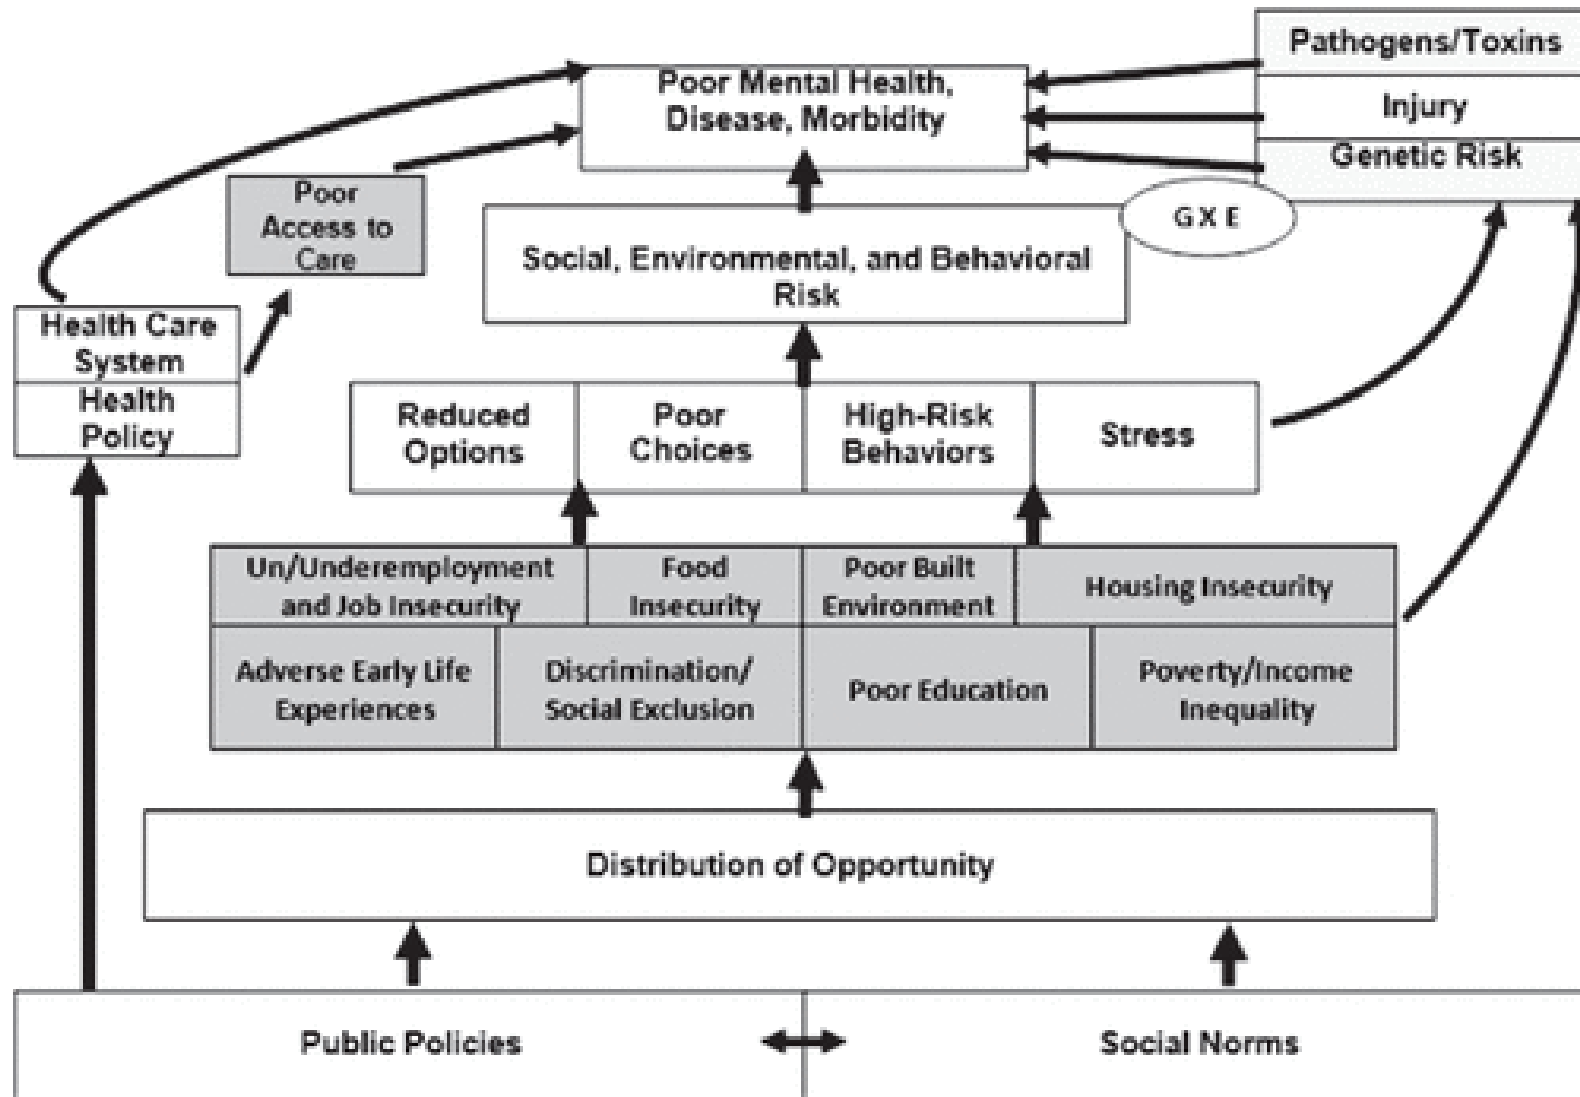 Pathogens/Toxins
Injury
Genetic Risk
Poor Mental Health,
Disease, Morbidity
G X E
Poor
Access to
Care
Social, Environmental, and Behavioral
Risk
Health Care
System
Health
Policy
Reduced
Options
Poor
Choices
High-Risk
Behaviors
Stress
Un/Underemployment
and Job Insecurity
Food
Insecurity
Poor Built
Environment
Housing Insecurity
Adverse Early Life
Experiences
Discrimination/
Social Exclusion
Poor Education
Poverty/Income
Inequality
Distribution of Opportunity
Public Policies
Social Norms